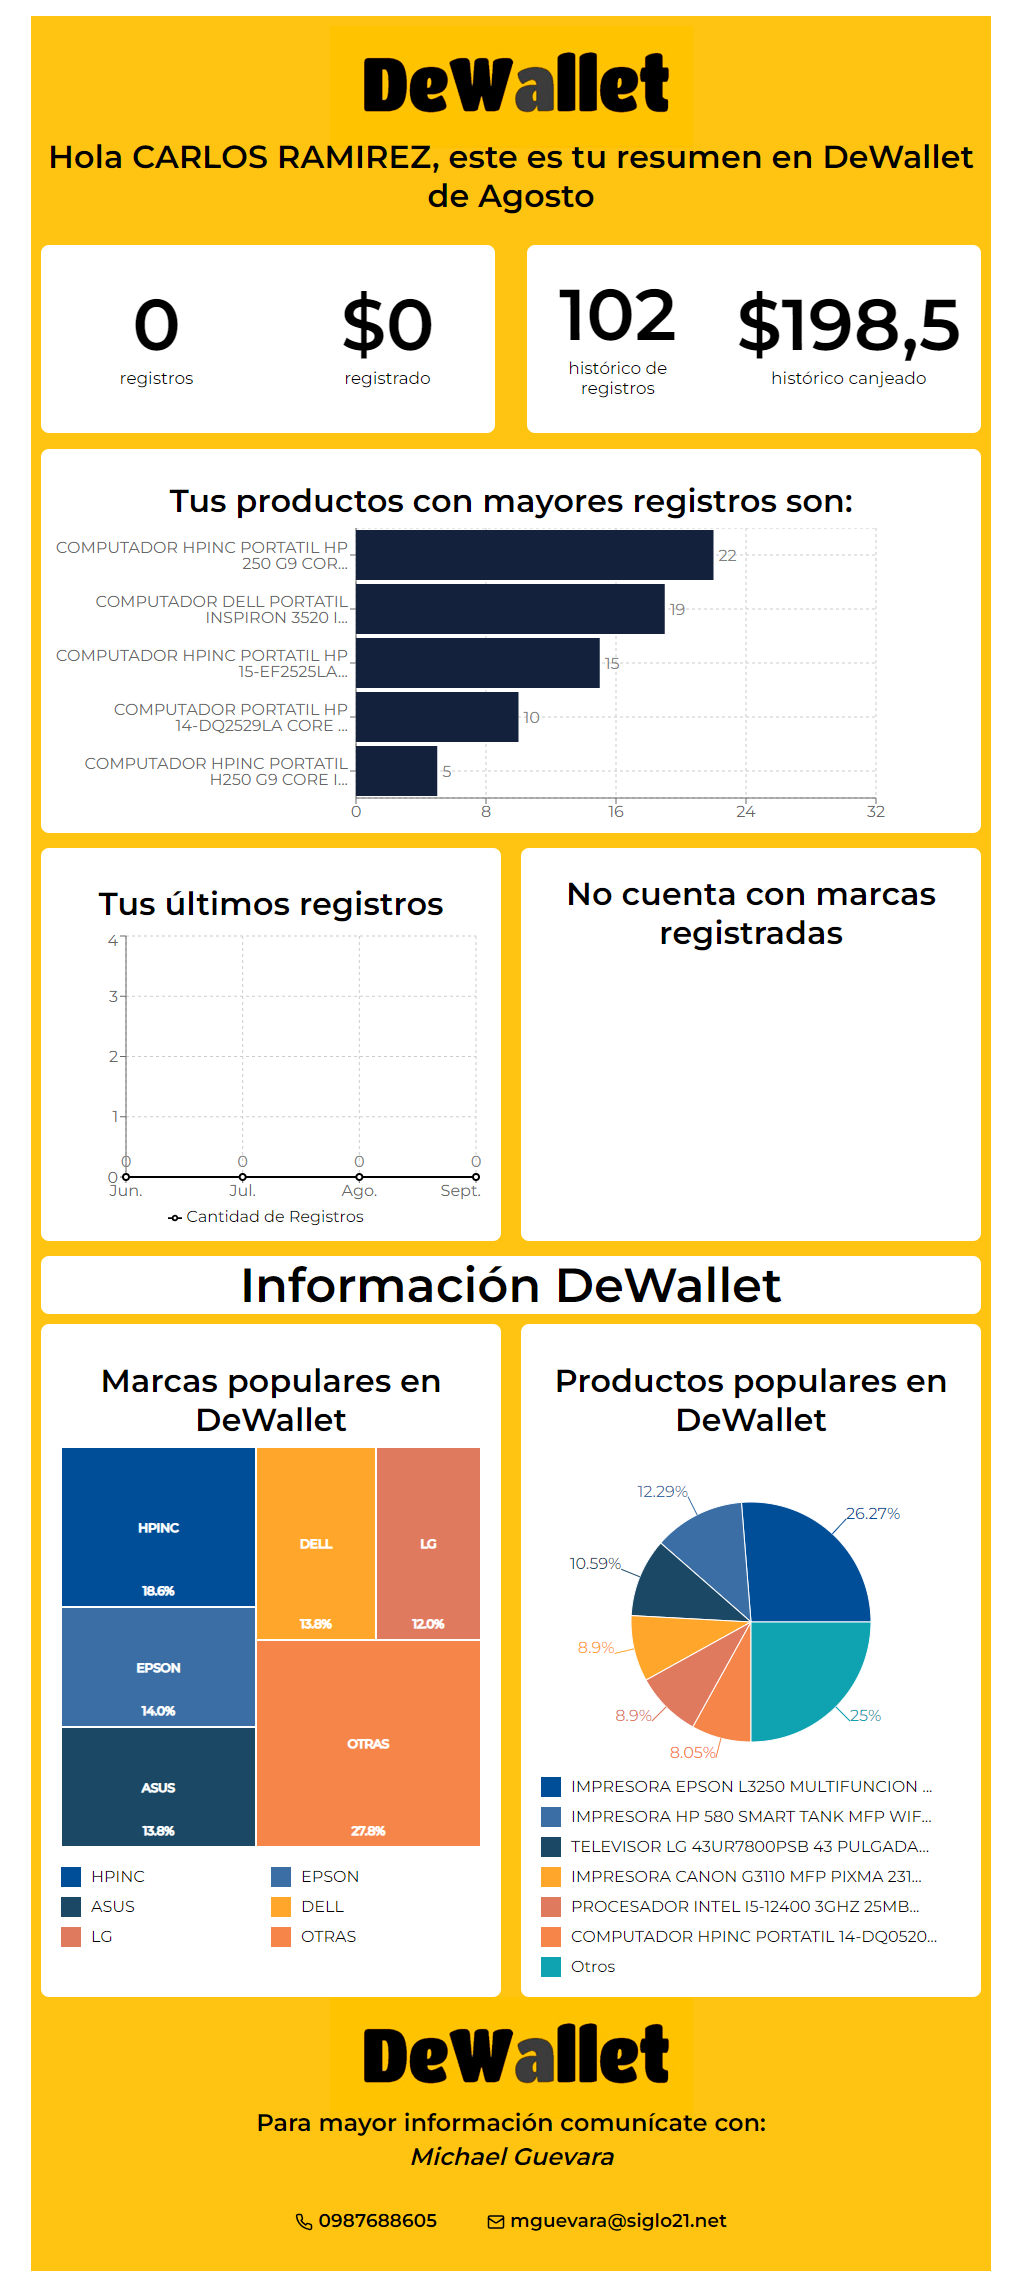 DeWallet
Hola CARLOS RAMIREZ, este es tu resumen en DeWallet
de Agosto
0
registros
$0
registrado
102
histórico de
registros
$198,5
histórico canjeado
Tus productos con mayores registros son:
COMPUTADOR HPINC PORTATIL HP
250 G9 COR...
22
COMPUTADOR DELL PORTATIL
INSPIRON 3520 I...
19
COMPUTADOR HPINC PORTATIL HP
15-EF2525LA...
15
COMPUTADOR PORTATIL HP
14-DQ2529LA CORE ...
10
COMPUTADOR HPINC PORTATIL
H250 G9 CORE I...
5
0 8 16 24 32
Tus últimos registros
4
3
2
1
0
0 0 0 0
Jun. Jul. Ago. Sept.
Cantidad de Registros
No cuenta con marcas
registradas
Información DeWallet
Marcas populares en
DeWallet
HPINC
18.6%
DELL
13.8%
LG
12.0%
EPSON
14.0%
ASUS
13.8%
OTRAS
27.8%
HPINC EPSON
ASUS DELL
LG OTRAS
Productos populares en
DeWallet
12.29%
26.27%
10.59%
8.9%
8.9%
25%
8.05%
IMPRESORA EPSON L3250 MULTIFUNCION ...
IMPRESORA HP 580 SMART TANK MFP WIF...
TELEVISOR LG 43UR7800PSB 43 PULGADA...
IMPRESORA CANON G3110 MFP PIXMA 231...
PROCESADOR INTEL I5-12400 3GHZ 25MB...
COMPUTADOR HPINC PORTATIL 14-DQ0520...
Otros
DeWallet
Para mayor información comunícate con:
Michael Guevara
0987688605 mguevara@siglo21.net